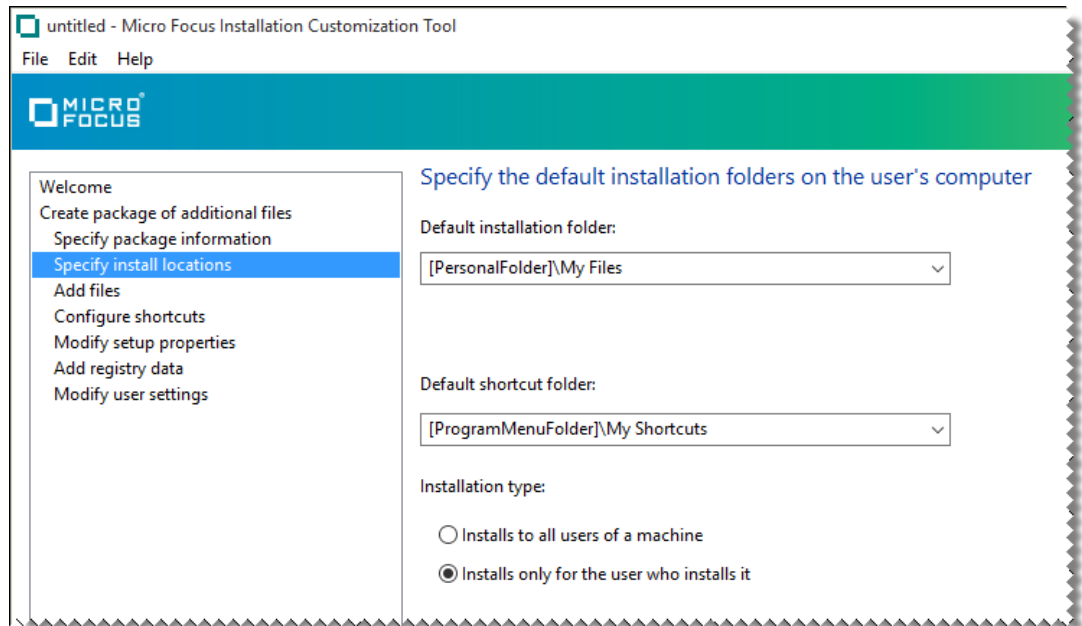 untitled - Micro Focus Installation Customization Tool
File Edit Help
MICRO®
FOCUS
Welcome
Create package of additional files
Specify package information
Specify install locations
Add files
Configure shortcuts
Modify setup properties
Add registry data
Modify user settings
Specify the default installation folders on the user's computer
Default installation folder:
[PersonalFolder]\My Files
Default shortcut folder:
[ProgramMenuFolder]\My Shortcuts
Installation type:
Installs to all users of a machine
Installs only for the user who installs it